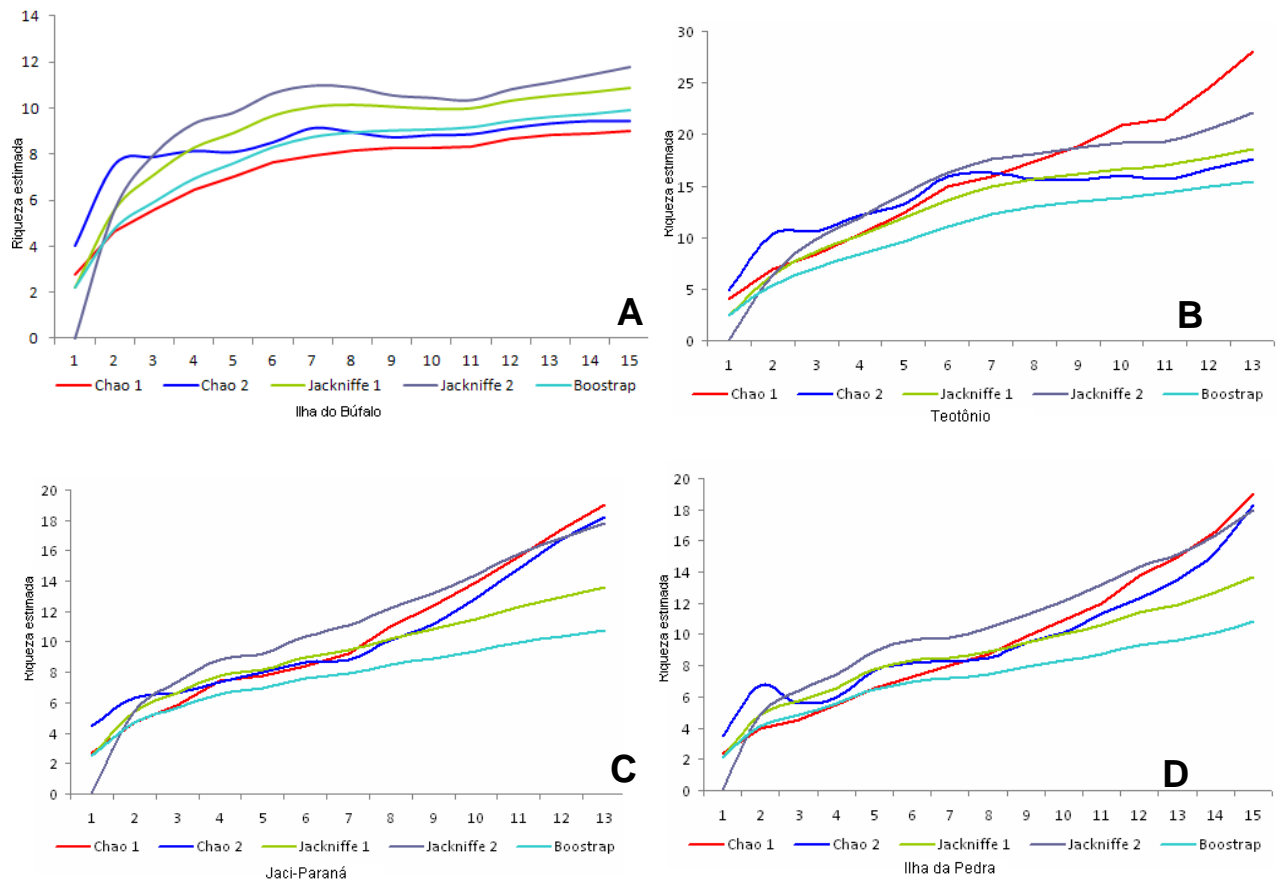 14
12
10
8
6
4
2
0
Riqueza estimada
A
1 2 3 4 5 6 7 8 9 10 11 12 13 14 15
Chao 1 Chao 2 Jackniffe 1 Jackniffe 2 Boostrap
Ilha do Búfalo
30
25
20
15
10
5
0
Riqueza estimada
B
1 2 3 4 5 6 7 8 9 10 11 12 13
Chao 1 Chao 2 Jackniffe 1 Jackniffe 2 Boostrap
Teotônio
20
18
16
14
12
10
8
6
4
2
0
Riqueza estimada
C
1 2 3 4 5 6 7 8 9 10 11 12 13
Chao 1 Chao 2 Jackniffe 1 Jackniffe 2 Boostrap
Jaci-Paraná
20
18
16
14
12
10
8
6
4
2
0
Riqueza estimada
D
1 2 3 4 5 6 7 8 9 10 11 12 13 14 15
Chao 1 Chao 2 Jackniffe 1 Jackniffe 2 Boostrap
Ilha da Pedra